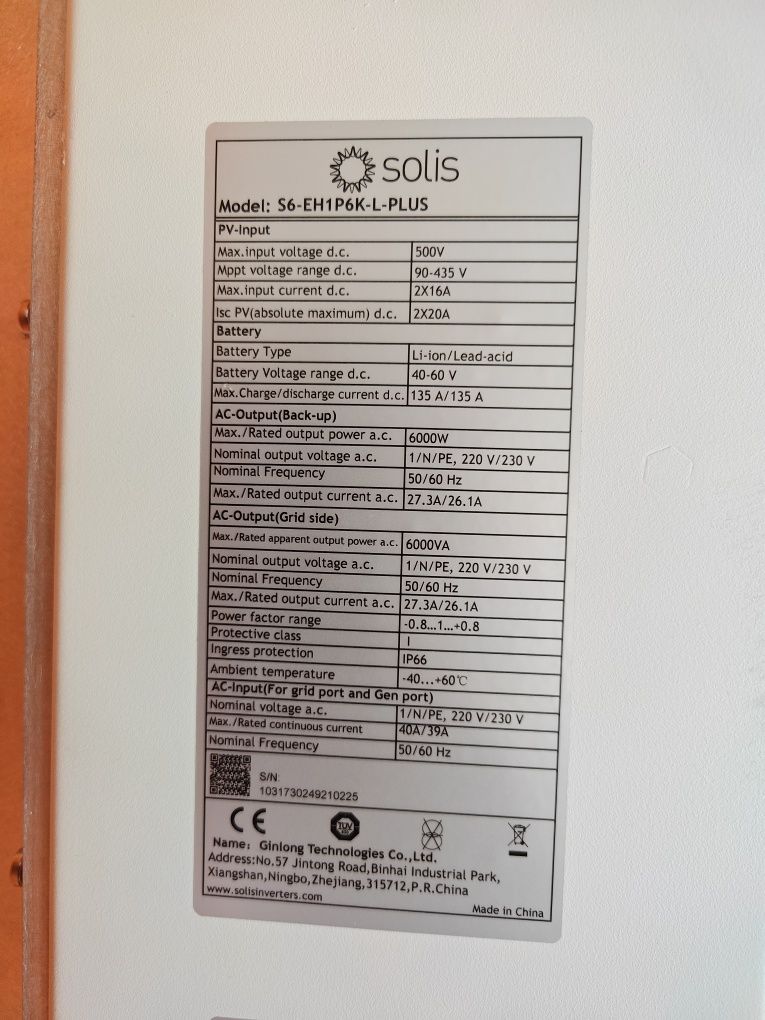 solis
Model: S6-EH1P6K-L-PLUS
PV-Input
Max.input voltage d.c. 500V
Mppt voltage range d.c. 90-435 V
Max.input current d.c. 2X16A
Isc PV(absolute maximum) d.c. 2X20A
Battery
Battery Type Li-ion/Lead-acid
Battery Voltage range d.c. 40-60 V
Max.Charge/discharge current d.c. 135 A/135 A
AC-Output(Back-up)
Max./Rated output power a.c. 6000W
Nominal output voltage a.c. 1/N/PE, 220 V/230 V
Nominal Frequency 50/60 Hz
Max./Rated output current a.c. 27.3A/26.1A
AC-Output(Grid side)
Max./Rated apparent output power a.c. 6000VA
Nominal output voltage a.c. 1/N/PE, 220 V/230 V
Nominal Frequency 50/60 Hz
Max./Rated output current a.c. 27.3A/26.1A
Power factor range -0.8...1...+0.8
Protective class I
Ingress protection IP66
Ambient temperature -40...+60℃
AC-Input(For grid port and Gen port)
Nominal voltage a.c. 1/N/PE, 220 V/230 V
Max./Rated continuous current 40A/39A
Nominal Frequency 50/60 Hz
S/N
1031730249210225
CE TUV
Name: Ginlong Technologies Co.,Ltd.
Address:No.57 Jintong Road,Binhai Industrial Park,
Xiangshan,Ningbo,Zhejiang,315712,P.R.China
www.solisinverters.com
Made in China